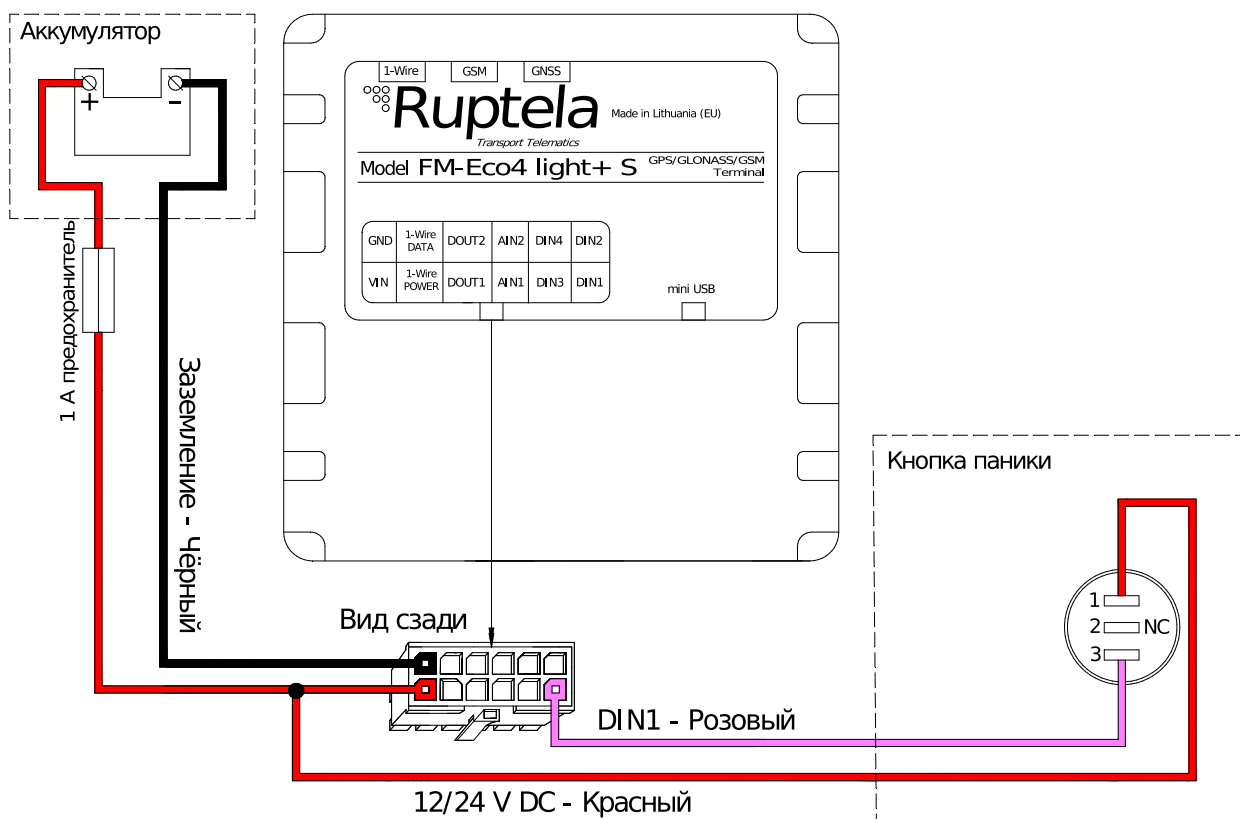 Аккумулятор
+
-
1-Wire
GSM
GNSS
Ruptela
Made in Lithuania (EU)
Transport Telematics
Model FM-Eco4 light+ S
GPS/GLONASS/GSM
Terminal
GND
1-Wire
DATA
DOUT2
AIN2
DIN4
DIN2
VIN
1-Wire
POWER
DOUT1
AIN1
DIN3
DIN1
mini USB
1 А предохранитель
Заземление - Чёрный
Вид сзади
Кнопка паники
1
2
NC
3
DIN1 - Розовый
12/24 V DC - Красный